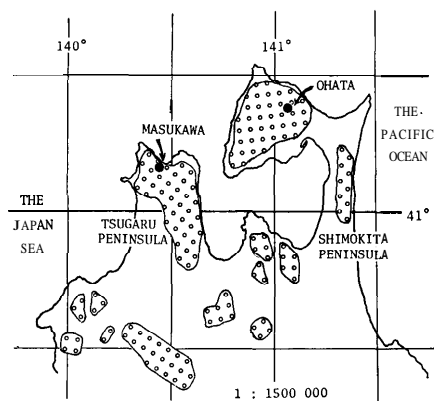 140°
141°
OHATA
THE
PACIFIC
OCEAN
MASUKAWA
THE
JAPAN
SEA
TSUGARU
PENINSULA
SHIMOKITA
PENINSULA
41°
1 : 1500 000